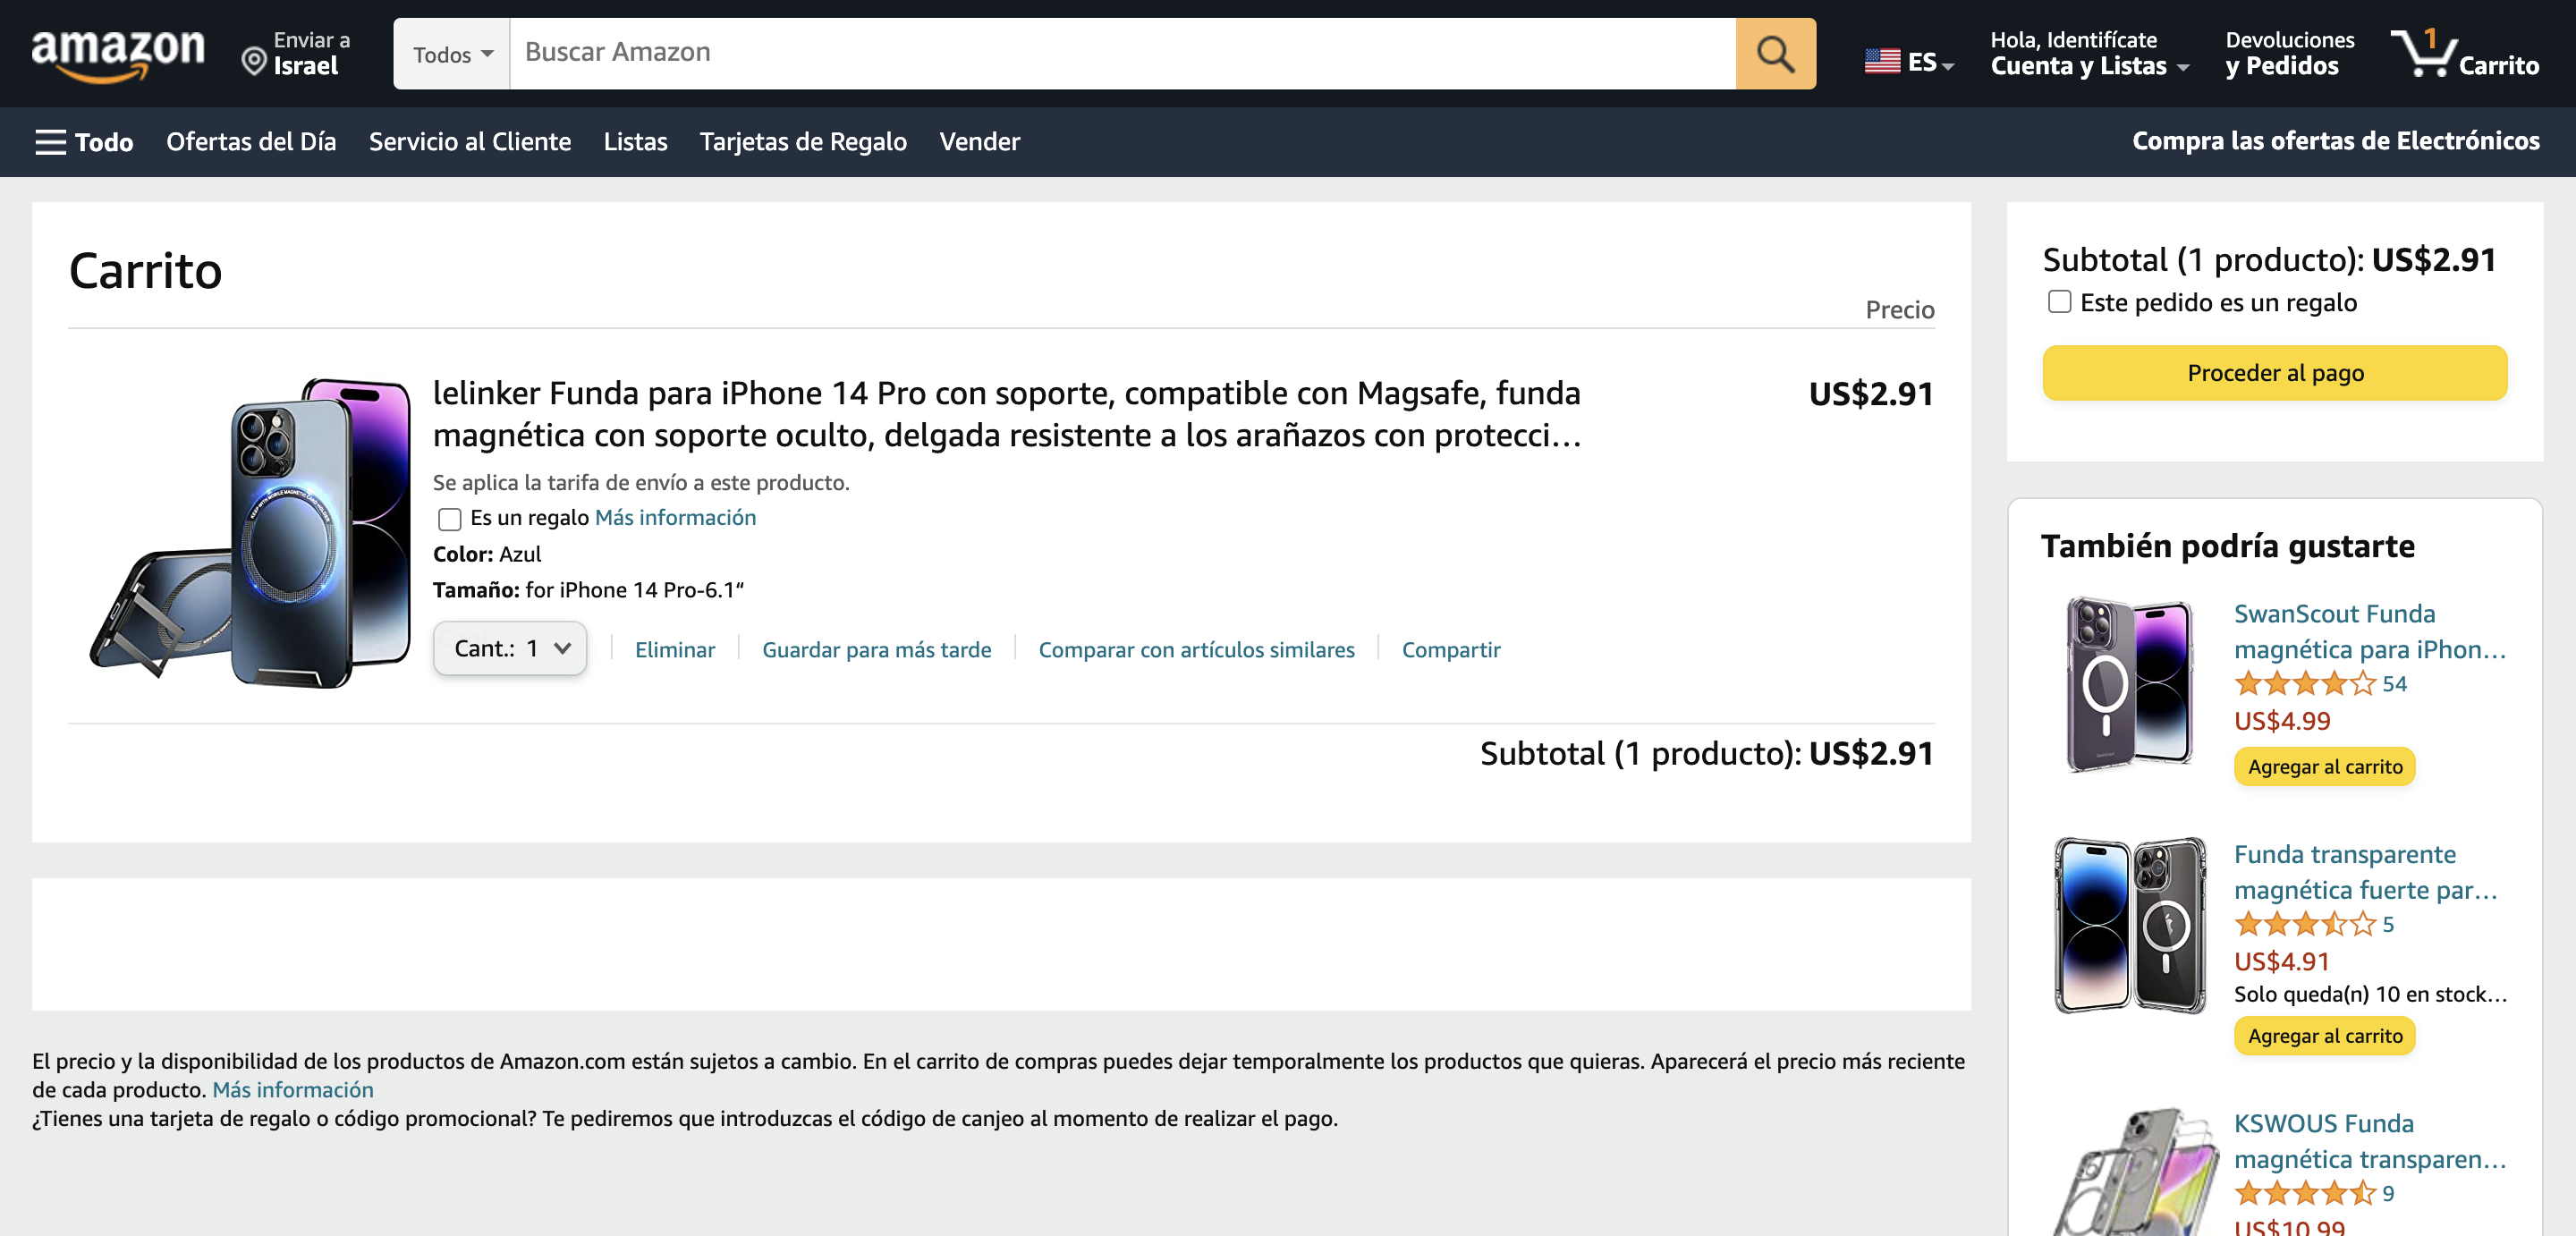 amazon
Enviar a
Israel
Todos
Buscar Amazon
ES
Hola, Identifícate
Cuenta y Listas
Devoluciones
y Pedidos
1
Carrito
Todo
Ofertas del Día
Servicio al Cliente
Listas
Tarjetas de Regalo
Vender
Compra las ofertas de Electrónicos
Carrito
Precio
lelinker Funda para iPhone 14 Pro con soporte, compatible con Magsafe, funda
magnética con soporte oculto, delgada resistente a los arañazos con protecci...
US$2.91
Se aplica la tarifa de envío a este producto.
Es un regalo Más información
Color: Azul
Tamaño: for iPhone 14 Pro-6.1“
Cant.: 1
Eliminar
Guardar para más tarde
Comparar con artículos similares
Compartir
Subtotal (1 producto): US$2.91
El precio y la disponibilidad de los productos de Amazon.com están sujetos a cambio. En el carrito de compras puedes dejar temporalmente los productos que quieras. Aparecerá el precio más reciente
de cada producto. Más información
¿Tienes una tarjeta de regalo o código promocional? Te pediremos que introduzcas el código de canjeo al momento de realizar el pago.
Subtotal (1 producto): US$2.91
Este pedido es un regalo
Proceder al pago
También podría gustarte
SwanScout Funda
magnética para iPhon...
54
US$4.99
Agregar al carrito
Funda transparente
magnética fuerte par...
5
US$4.91
Solo queda(n) 10 en stock...
Agregar al carrito
KSWOUS Funda
magnética transparen...
9
US$10.99